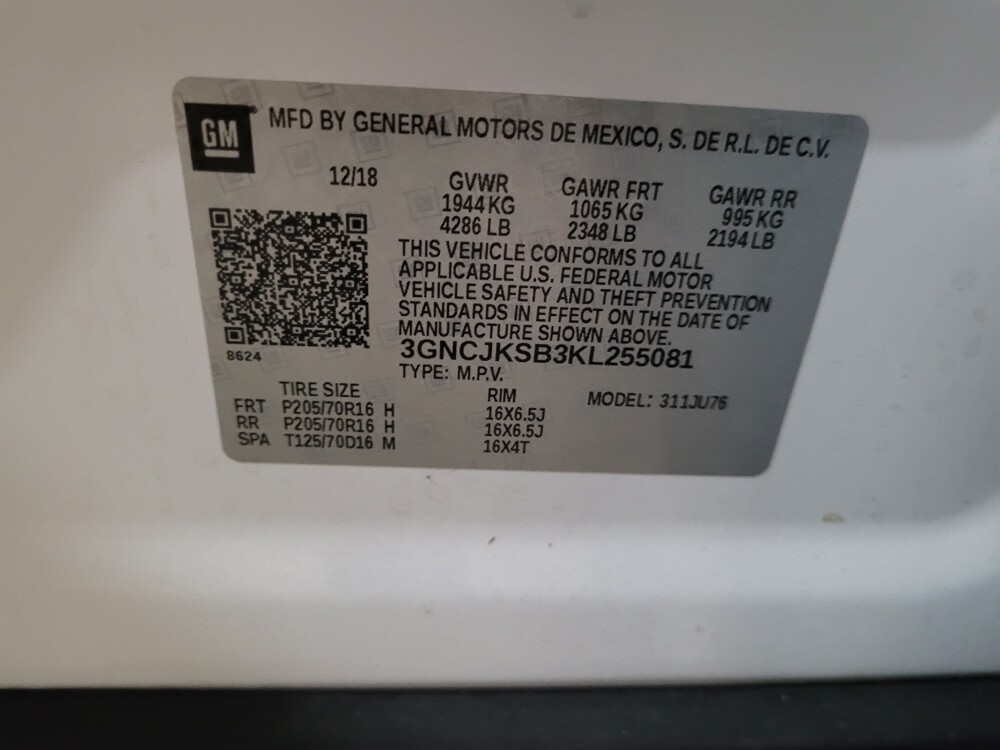 GM
MFD BY GENERAL MOTORS DE MEXICO, S. DE R.L. DE C.V.
12/18
GVWR GAWR FRT GAWR RR
1944 KG 1065 KG 995 KG
4286 LB 2348 LB 2194 LB
THIS VEHICLE CONFORMS TO ALL
APPLICABLE U.S. FEDERAL MOTOR
VEHICLE SAFETY AND THEFT PREVENTION
STANDARDS IN EFFECT ON THE DATE OF
MANUFACTURE SHOWN ABOVE.
8624
3GNCJKSB3KL255081
TYPE: M.P.V.
TIRE SIZE RIM MODEL: 311JU76
FRT P205/70R16 H 16X6.5J
RR P205/70R16 H 16X6.5J
SPA T125/70D16 M 16X4T